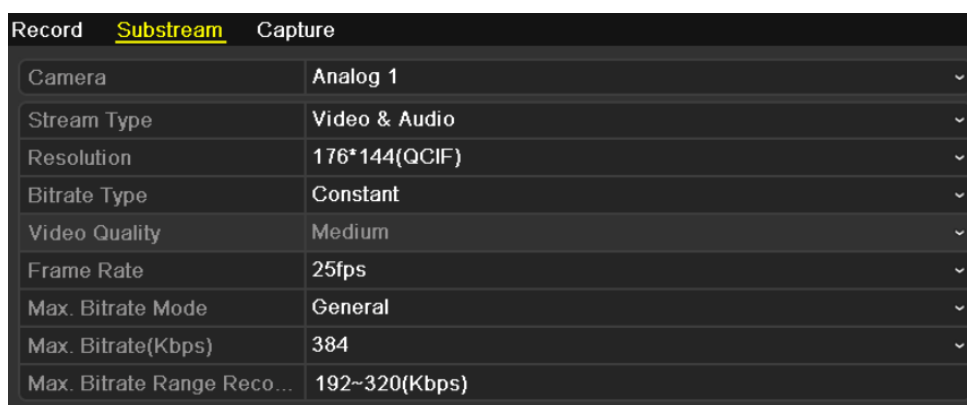 Record Substream Capture
Camera Analog 1
Stream Type Video & Audio
Resolution 176*144(QCIF)
Bitrate Type Constant
Video Quality Medium
Frame Rate 25fps
Max. Bitrate Mode General
Max. Bitrate(Kbps) 384
Max. Bitrate Range Reco... 192~320(Kbps)